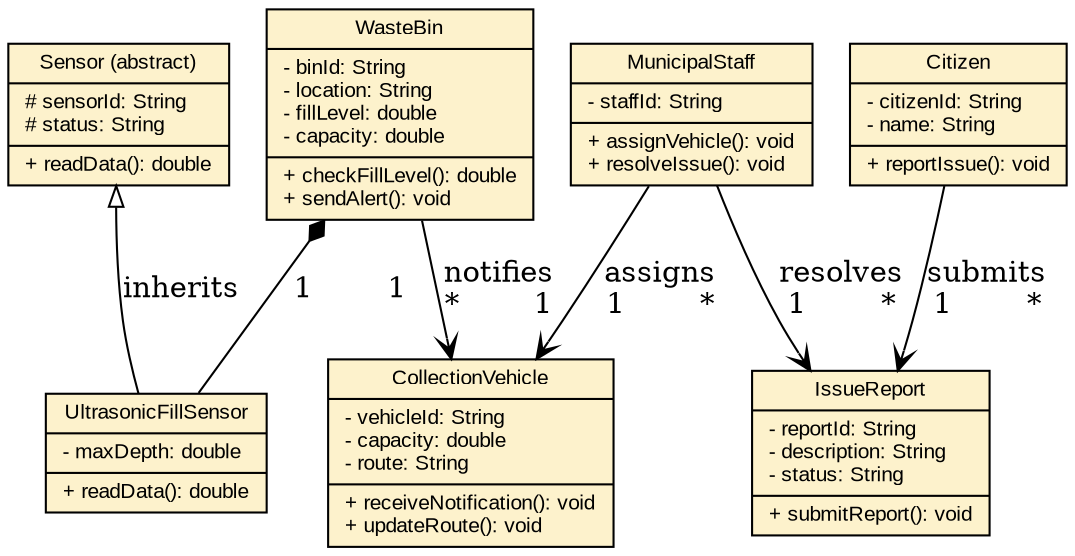 Sensor (abstract)
# sensorId: String
# status: String
+ readData(): double
WasteBin
- binId: String
- location: String
- fillLevel: double
- capacity: double
+ checkFillLevel(): double
+ sendAlert(): void
MunicipalStaff
- staffId: String
+ assignVehicle(): void
+ resolveIssue(): void
Citizen
- citizenId: String
- name: String
+ reportIssue(): void
inherits
1 1
notifies
* 1
assigns
1 *
resolves
1 *
submits
1 *
UltrasonicFillSensor
- maxDepth: double
+ readData(): double
CollectionVehicle
- vehicleId: String
- capacity: double
- route: String
+ receiveNotification(): void
+ updateRoute(): void
IssueReport
- reportId: String
- description: String
- status: String
+ submitReport(): void